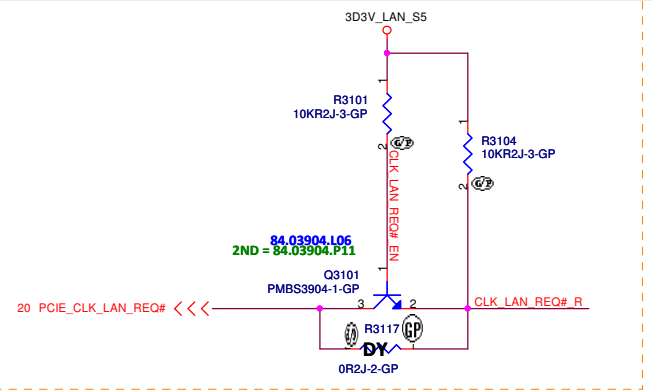 3D3V_LAN_S5
1
R3101
10KR2J-3-GP
2
G/P
1
R3104
10KR2J-3-GP
2
G/P
CLK_LAN_REQ#_EN
84.03904.L06
2ND = 84.03904.P11
1
Q3101
PMBS3904-1-GP
20 PCIE_CLK_LAN_REQ#
3
2
CLK_LAN_REQ#_R
R3117
GP
DY
1
0R2J-2-GP